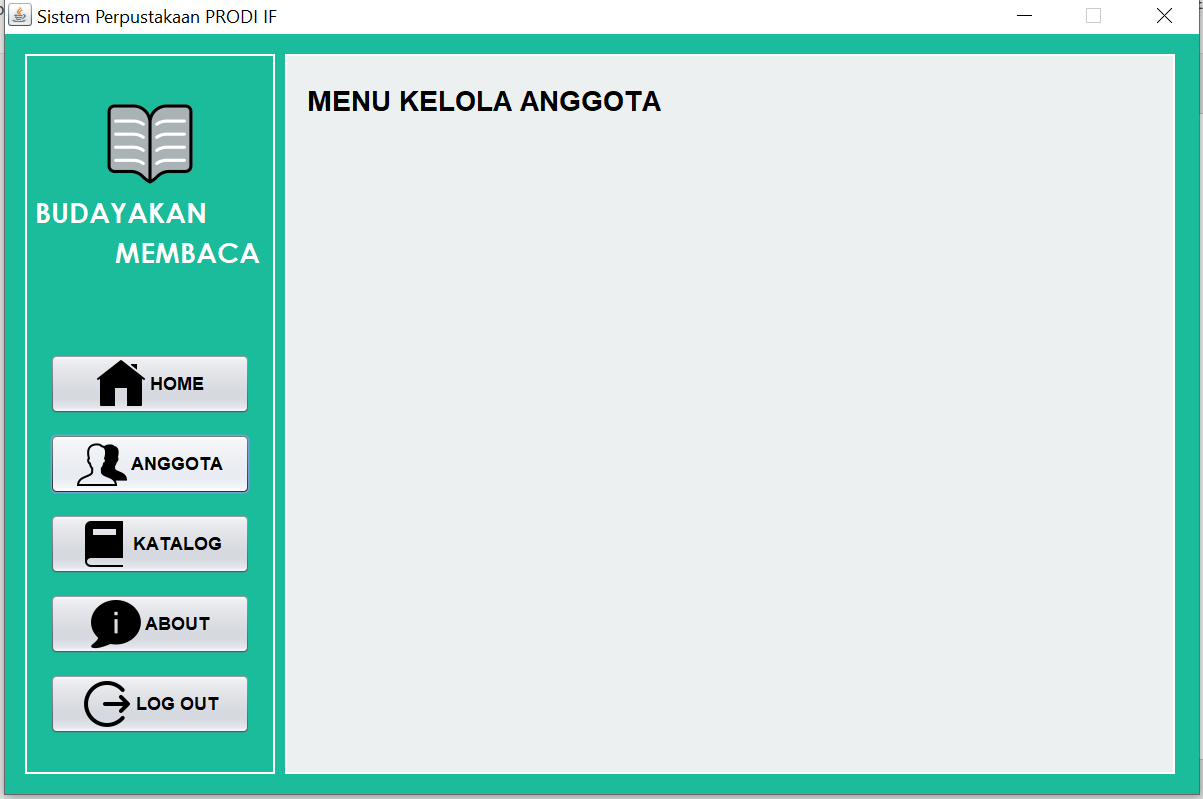 Sistem Perpustakaan PRODI IF
BUDAYAKAN
MEMBACA
HOME
ANGGOTA
KATALOG
i
ABOUT
LOG OUT
MENU KELOLA ANGGOTA